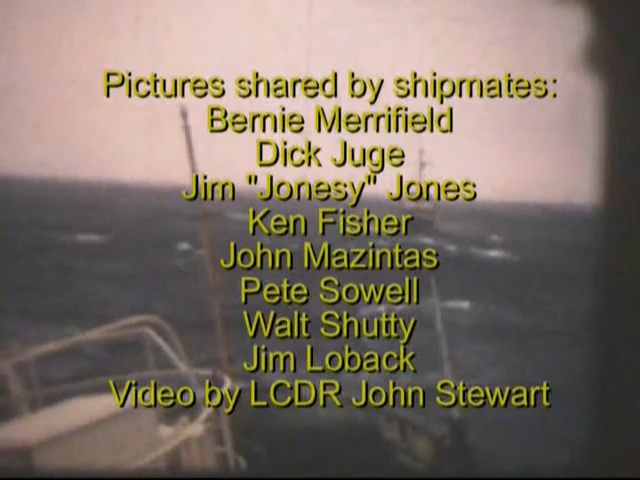 Pictures shared by shipmates:
Bernie Merrifield
Dick Juge
Jim "Jonesy" Jones
Ken Fisher
John Mazintas
Pete Sowell
Walt Shutty
Jim Loback
Video by LCDR John Stewart